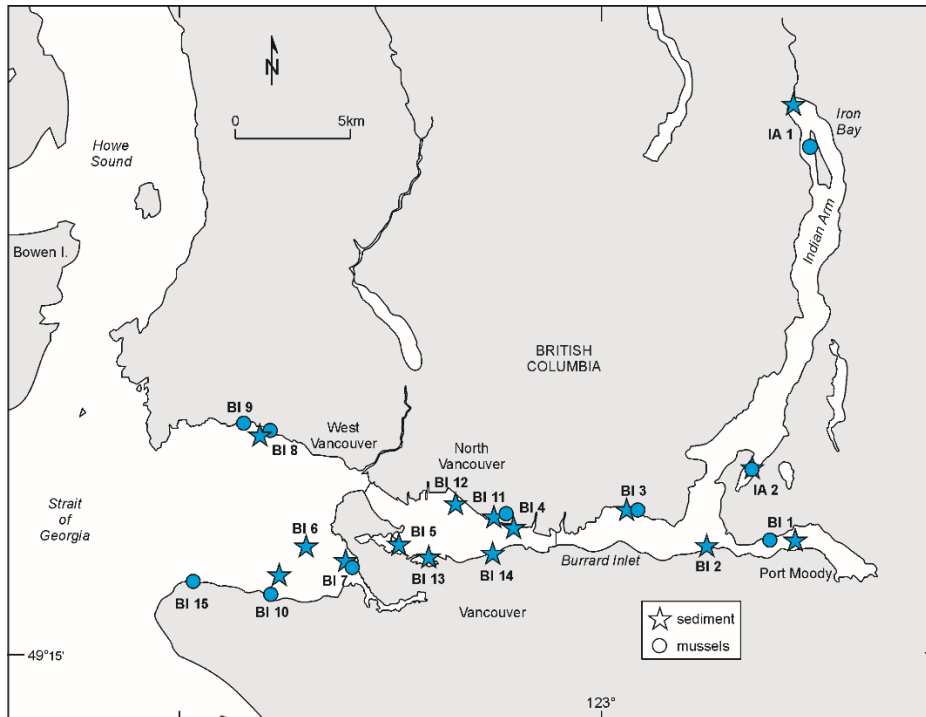 N
0
5km
Howe
Sound
Iron
Bay
IA 1
Indian Arm
Bowen I.
BRITISH
COLUMBIA
BI 9
BI 8
West
Vancouver
North
Vancouver
BI 12
BI 11
BI 4
BI 3
IA 2
Strait
of
Georgia
BI 6
BI 5
BI 1
BI 7
BI 13
BI 14
Burrard Inlet
BI 2
Port Moody
BI 15
BI 10
Vancouver
sediment
mussels
49°15'
123°